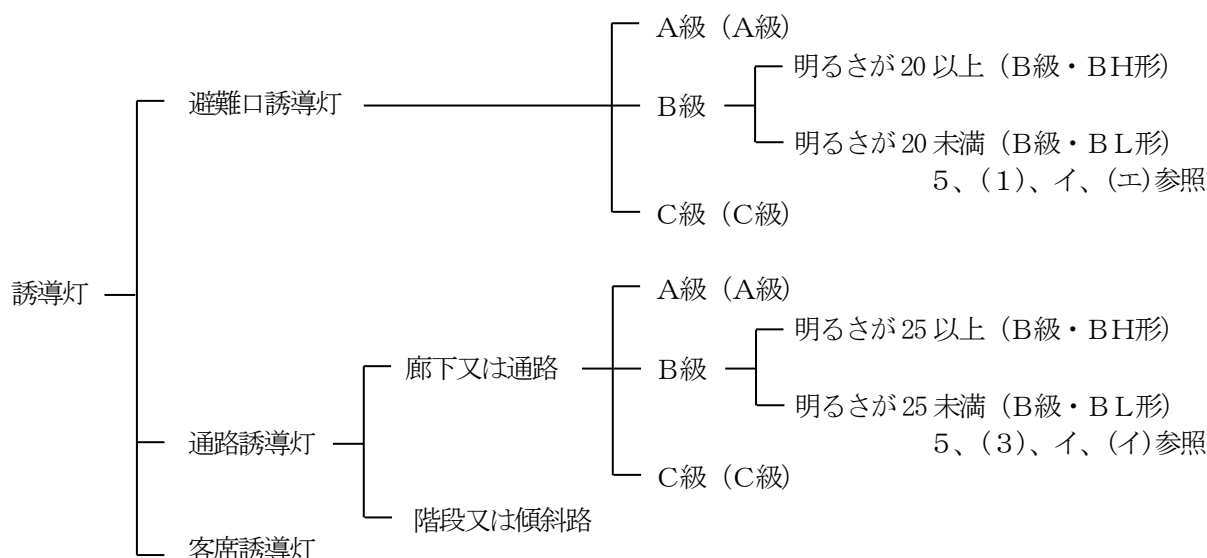 A級（A級）
明るさが 20 以上（B級・BH形）
避難口誘導灯
B級
明るさが 20 未満（B級・BL形）
5、（1）、イ、(エ)参照
C級（C級）
誘導灯
A級（A級）
明るさが 25 以上（B級・BH形）
廊下又は通路
B級
明るさが 25 未満（B級・BL形）
通路誘導灯
5、（3）、イ、(イ)参照
C級（C級）
階段又は傾斜路
客席誘導灯